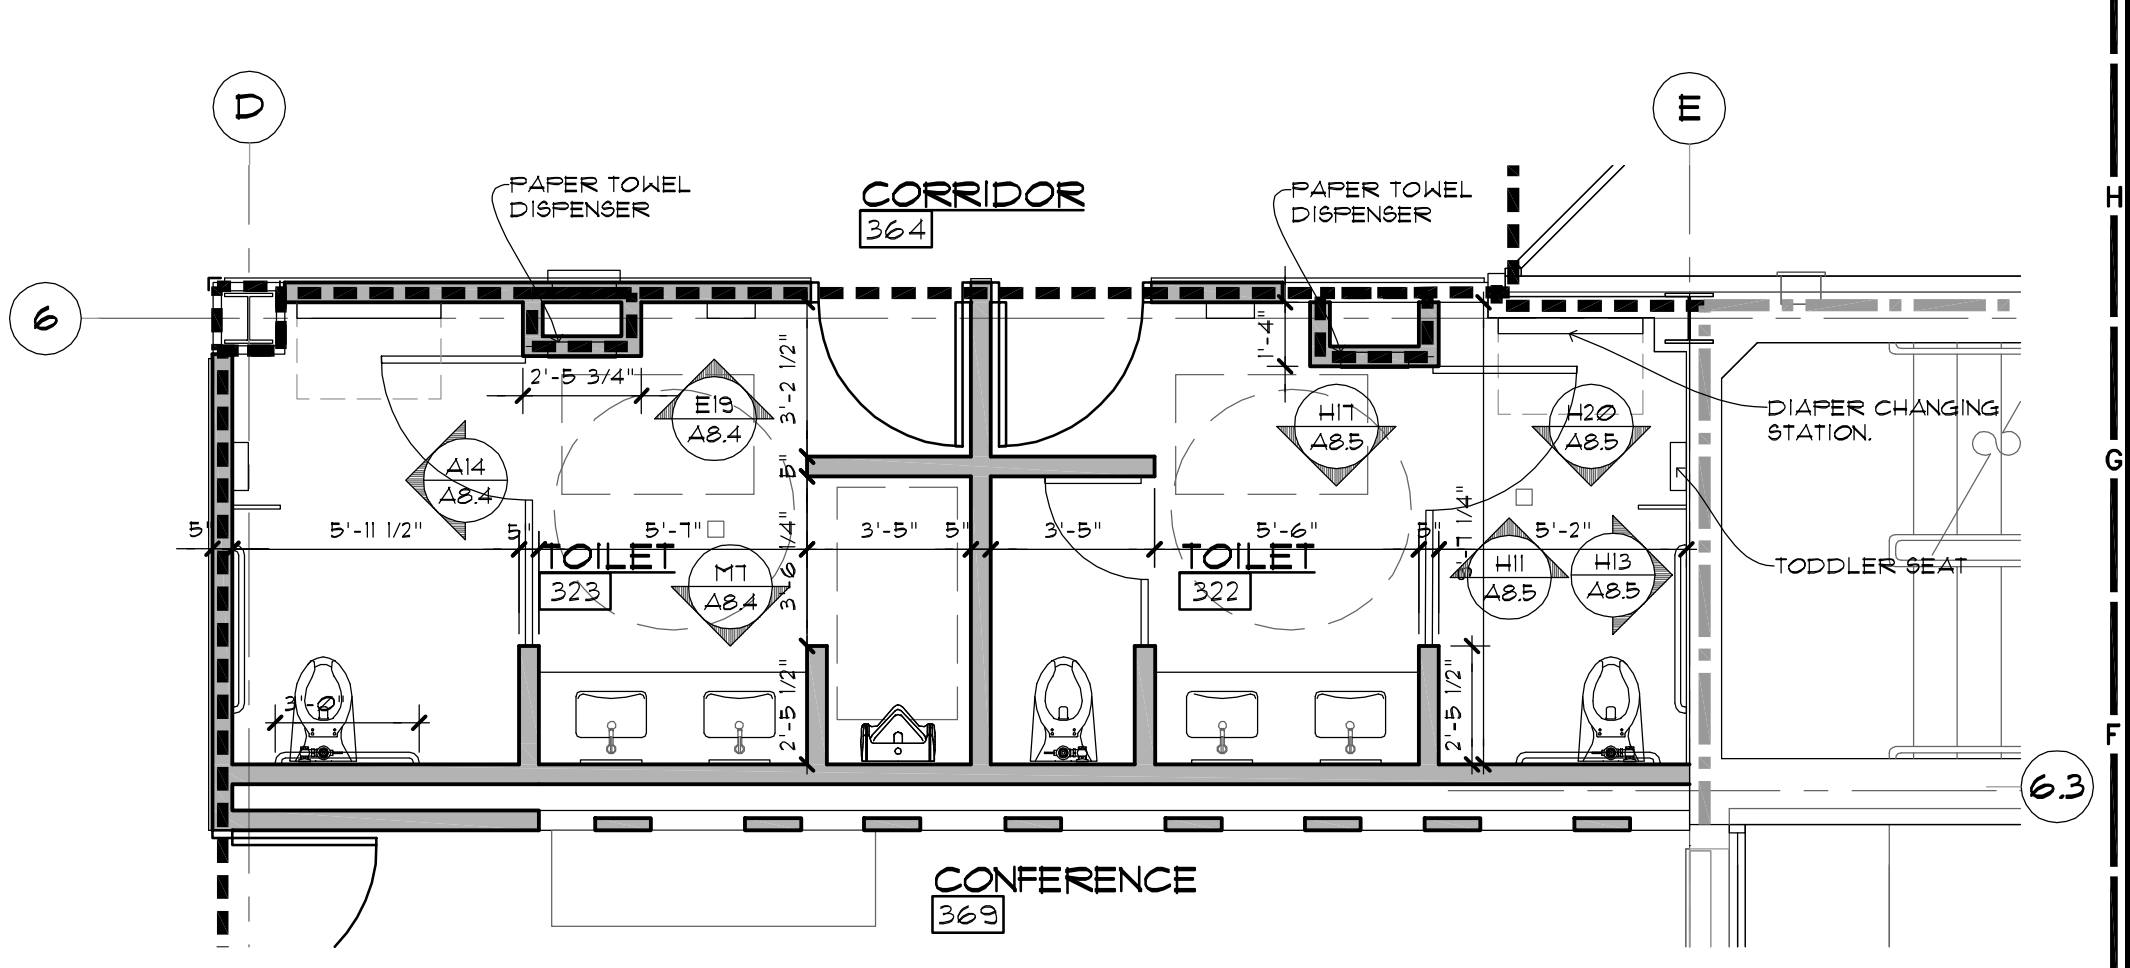 D
E
H
PAPER TOWEL
DISPENSER
CORRIDOR
364
PAPER TOWEL
DISPENSER
6
2'-5 3/4"
3'-2 1/2"
1'-4"
E19
A8.4
H17
A8.5
H20
A8.5
DIAPER CHANGING
STATION.
G
A14
A8.4
5"
5"
5'-11 1/2"
5"
5'-7"
3'-5"
5"
3'-5"
5'-6"
5"
5'-2"
3'-6 1/4"
TOILET
323
M7
A8.4
TOILET
322
H11
A8.5
H13
A8.5
TODDLER SEAT
3'-0"
2'-5 1/2"
2'-5 1/2"
F
6.3
CONFERENCE
369